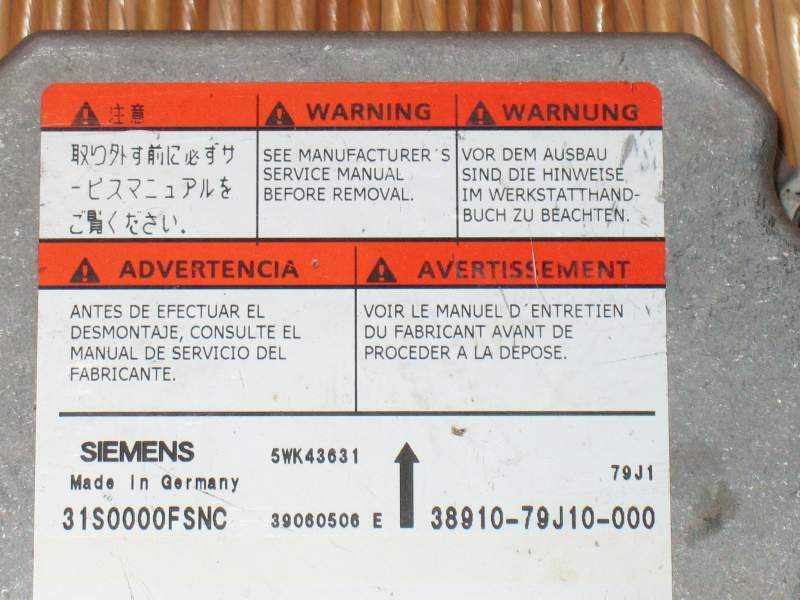 注意
取り外す前に必ずサ
ービスマニュアルを
ご覧ください.
WARNING
SEE MANUFACTURER´S
SERVICE MANUAL
BEFORE REMOVAL.
WARNUNG
VOR DEM AUSBAU
SIND DIE HINWEISE
IM WERKSTATTHAND-
BUCH ZU BEACHTEN.
ADVERTENCIA
ANTES DE EFECTUAR EL
DESMONTAJE, CONSULTE EL
MANUAL DE SERVICIO DEL
FABRICANTE.
AVERTISSEMENT
VOIR LE MANUEL D´ENTRETIEN
DU FABRICANT AVANT DE
PROCEDER A LA DEPOSE.
SIEMENS 5WK43631
Made in Germany 79J1
31S0000FSNC 39060506 E 38910-79J10-000